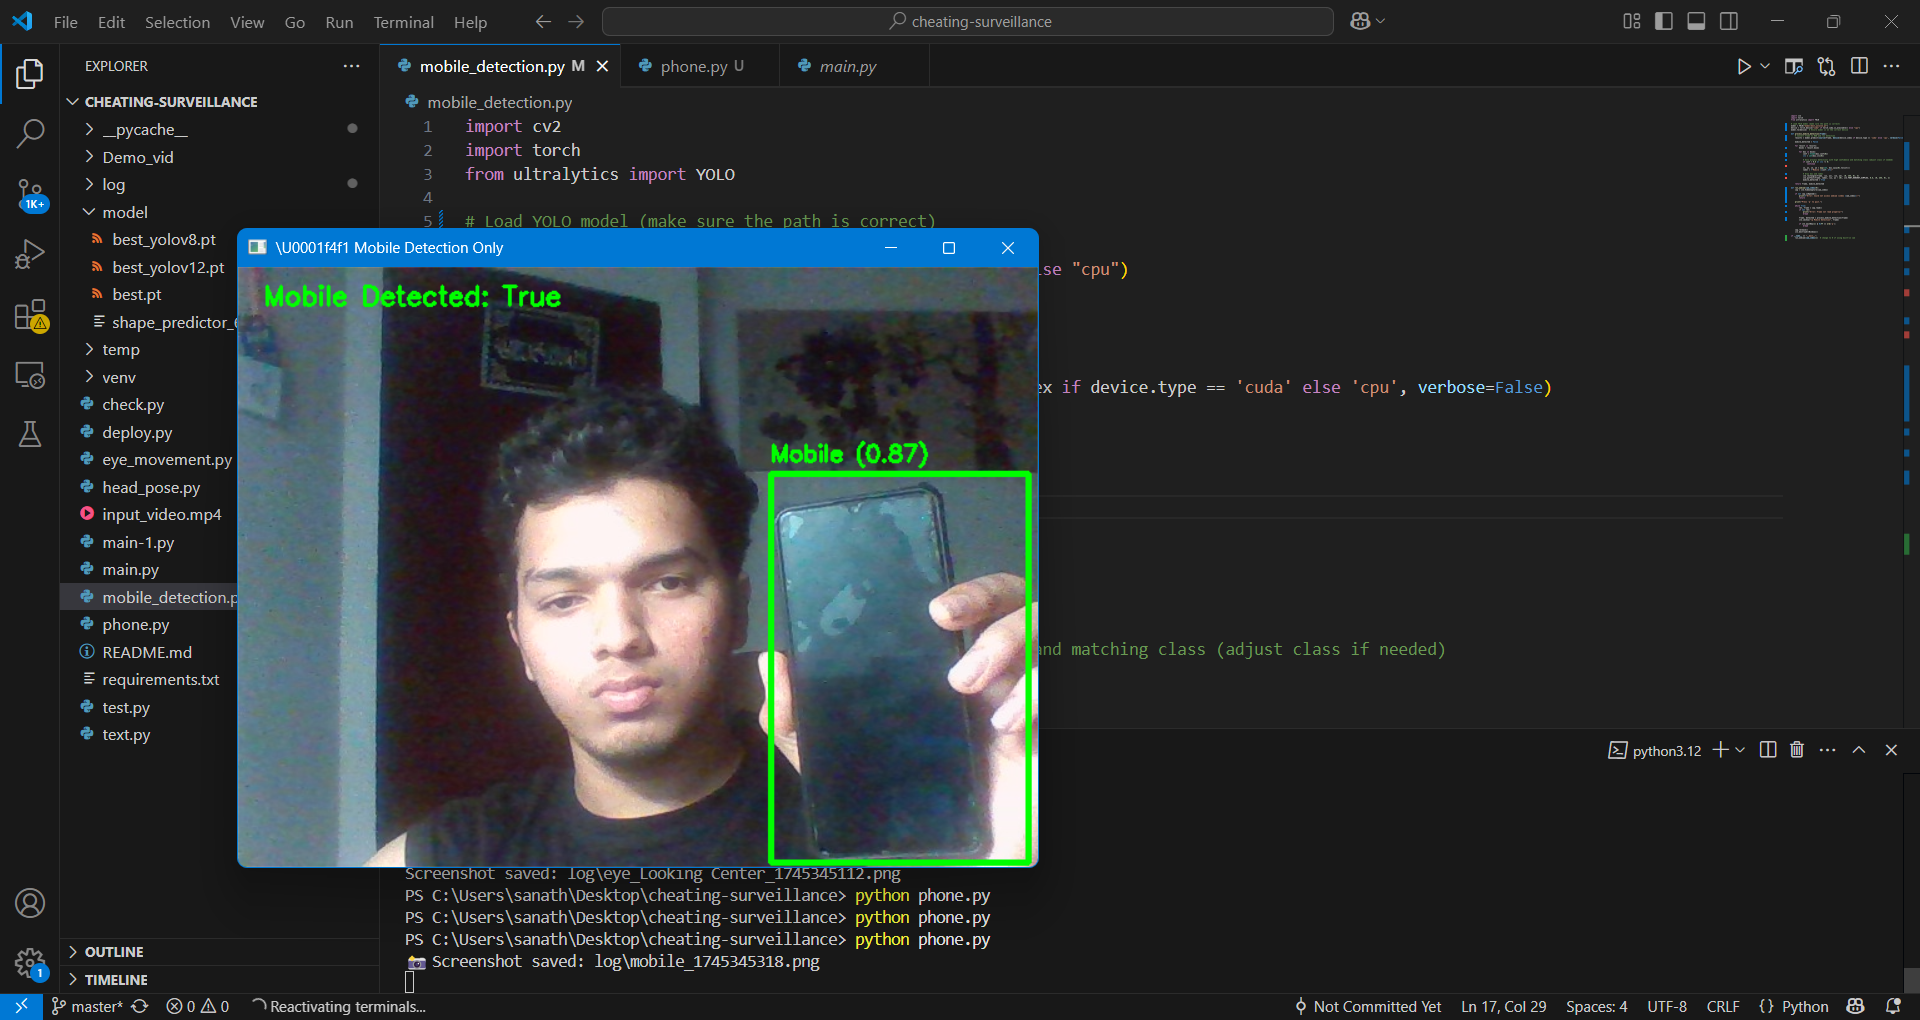 File Edit Selection View Go Run Terminal Help
cheating-surveillance
EXPLORER
mobile_detection.py M
phone.py U
main.py
CHEATING-SURVEILLANCE
__pycache__
Demo_vid
log
model
best_yolov8.pt
best_yolov12.pt
best.pt
shape_predictor_6
temp
venv
check.py
deploy.py
eye_movement.py
head_pose.py
input_video.mp4
main-1.py
main.py
mobile_detection.p
phone.py
README.md
requirements.txt
test.py
text.py
OUTLINE
TIMELINE
1K+
1
mobile_detection.py
1 import cv2
2 import torch
3 from ultralytics import YOLO
4
5 # Load YOLO model (make sure the path is correct)
se "cpu")
ex if device.type == 'cuda' else 'cpu', verbose=False)
and matching class (adjust class if needed)
\U0001f4f1 Mobile Detection Only
Mobile Detected: True
Mobile (0.87)
python3.12
Screenshot saved: log\eye_Looking Center_1745345112.png
PS C:\Users\sanath\Desktop\cheating-surveillance> python phone.py
PS C:\Users\sanath\Desktop\cheating-surveillance> python phone.py
PS C:\Users\sanath\Desktop\cheating-surveillance> python phone.py
📸 Screenshot saved: log\mobile_1745345318.png
master* 0 0 Reactivating terminals... Not Committed Yet Ln 17, Col 29 Spaces: 4 UTF-8 CRLF {} Python